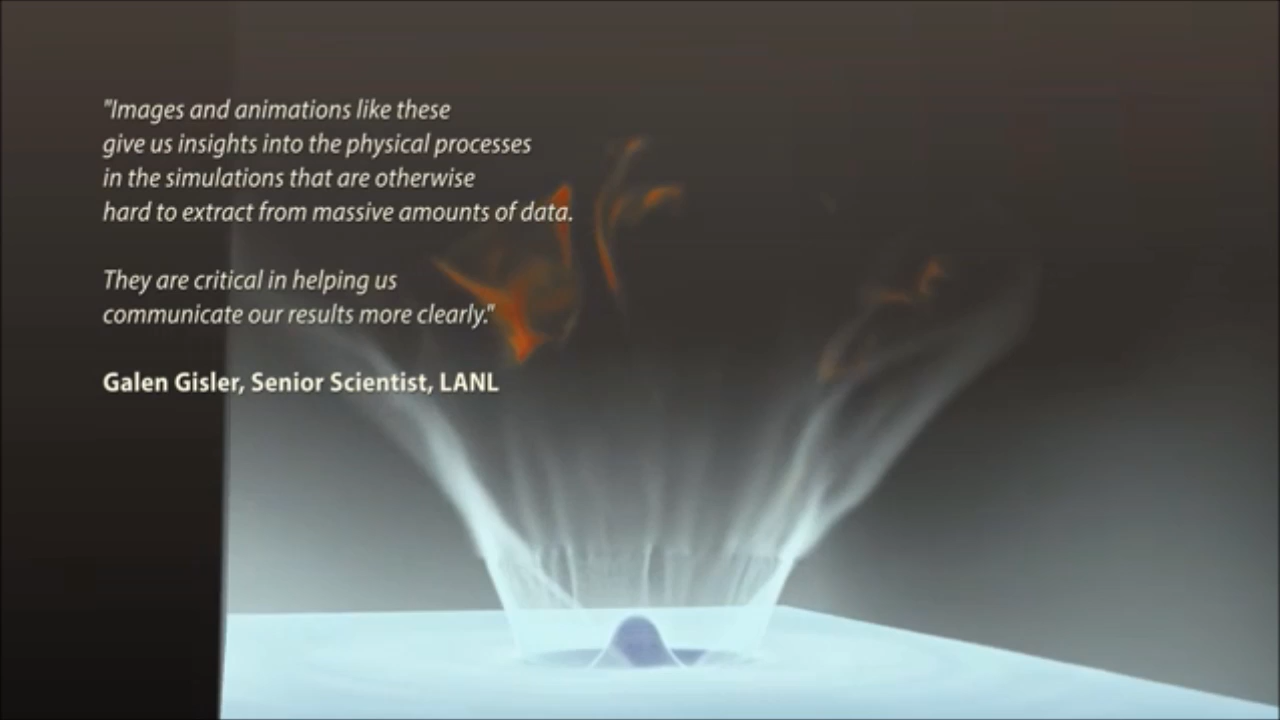 "Images and animations like these
give us insights into the physical processes
in the simulations that are otherwise
hard to extract from massive amounts of data.
They are critical in helping us
communicate our results more clearly."
Galen Gisler, Senior Scientist, LANL